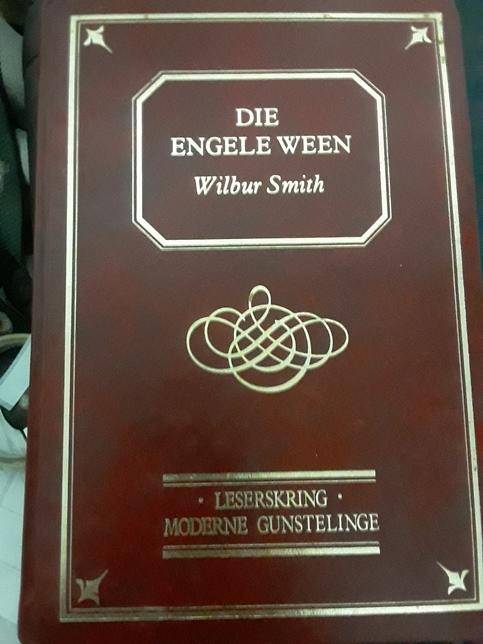 DIE
ENGELE WEEN
Wilbur Smith
· LESERSKRING ·
MODERNE GUNSTELINGE